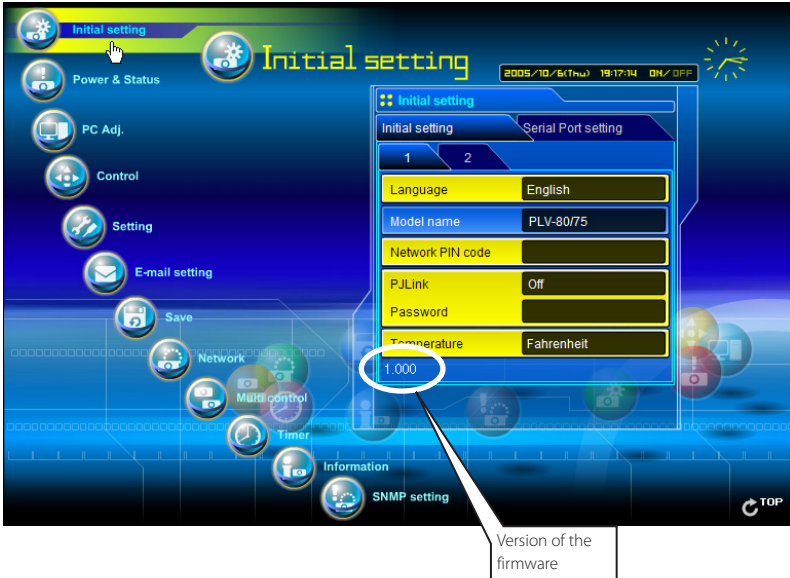 Initial setting
Power & Status
PC Adj.
Control
Setting
E-mail setting
Save
Network
Multi control
Timer
Information
SNMP setting
Initial setting
2005/10/6(Thu) 19:17:14 ON/OFF
Initial setting
Initial setting Serial Port setting
1 2
Language English
Model name PLV-80/75
Network PIN code
PJLink Off
Password
Temperature Fahrenheit
1.000
TOP
Version of the
firmware